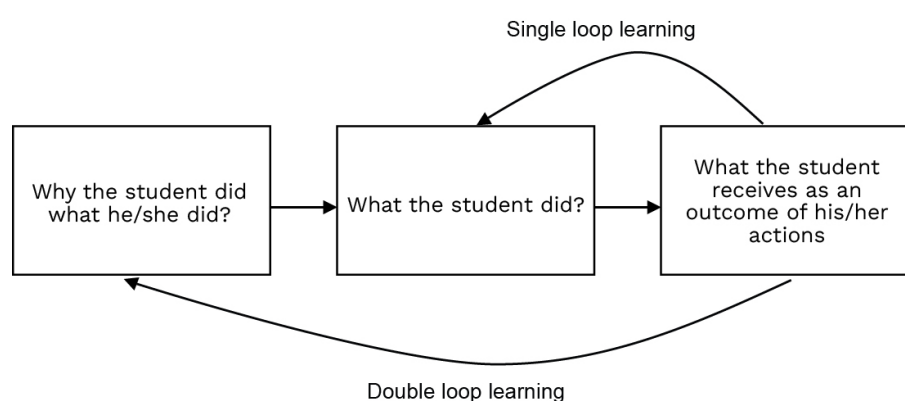 Single loop learning
Why the student did
what he/she did?
What the student did?
What the student
receives as an
outcome of his/her
actions
Double loop learning